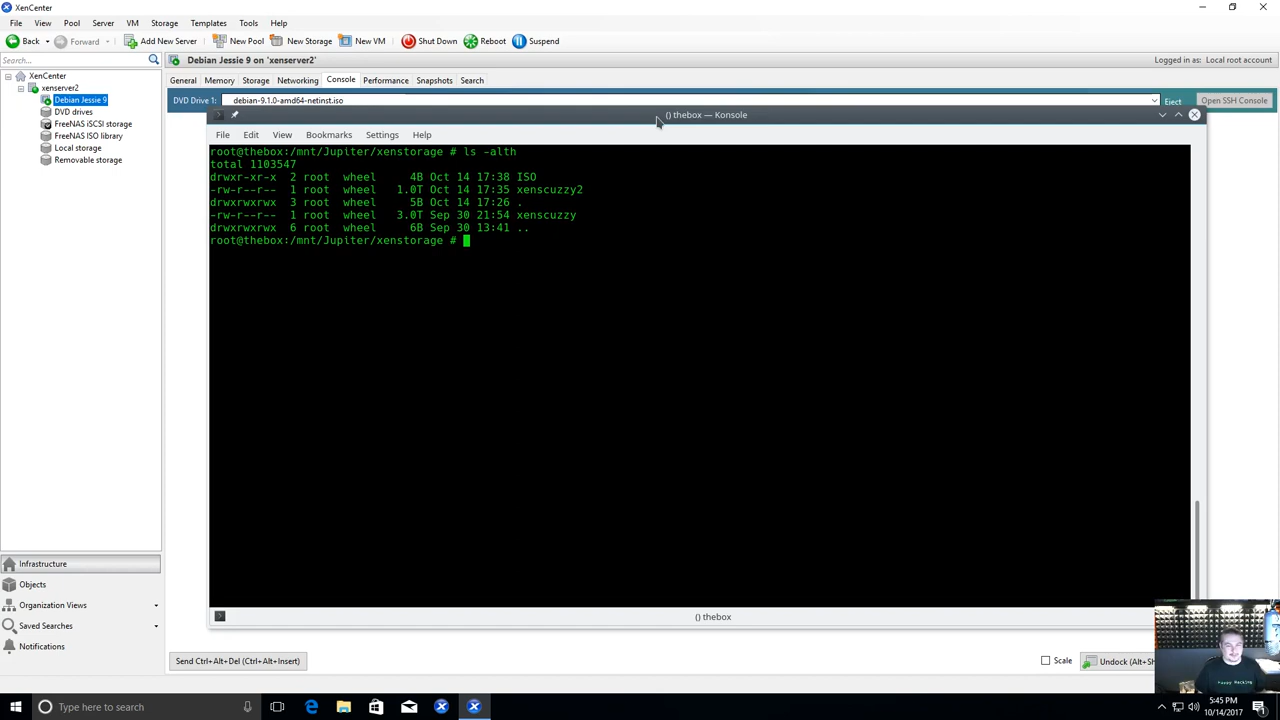 XenCenter
File View Pool Server VM Storage Templates Tools Help
Back Forward Add New Server New Pool New Storage New VM Shut Down Reboot Suspend
Search...
Debian Jessie 9 on 'xenserver2'
Logged in as: Local root account
XenCenter
xenserver2
Debian Jessie 9
DVD drives
FreeNAS iSCSI storage
FreeNAS ISO library
Local storage
Removable storage
General Memory Storage Networking Console Performance Snapshots Search
DVD Drive 1: debian-9.1.0-amd64-netinst.iso Eject Open SSH Console
() thebox — Konsole
File Edit View Bookmarks Settings Help
root@thebox:/mnt/Jupiter/xenstorage # ls -alth
total 1103547
drwxr-xr-x 2 root wheel 4B Oct 14 17:38 ISO
-rw-r--r-- 1 root wheel 1.0T Oct 14 17:35 xenscuzzy2
drwxrwxrwx 3 root wheel 5B Oct 14 17:26 .
-rw-r--r-- 1 root wheel 3.0T Sep 30 21:54 xenscuzzy
drwxrwxrwx 6 root wheel 6B Sep 30 13:41 ..
root@thebox:/mnt/Jupiter/xenstorage #
() thebox
Infrastructure
Objects
Organization Views
Saved Searches
Notifications
Send Ctrl+Alt+Del (Ctrl+Alt+Insert)
Scale
Undock (Alt+Sh
Happy Hacking
Type here to search
5:45 PM
10/14/2017
1